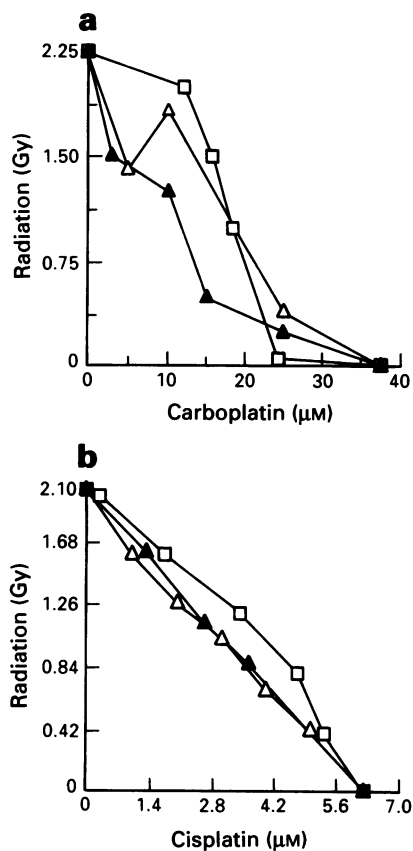 a
2.25
1.50
0.75
0
Radiation (Gy)
0 10 20 30 40
Carboplatin (μM)
b
2.10
1.68
1.26
0.84
0.42
0
Radiation (Gy)
0 1.4 2.8 4.2 5.6 7.0
Cisplatin (μM)